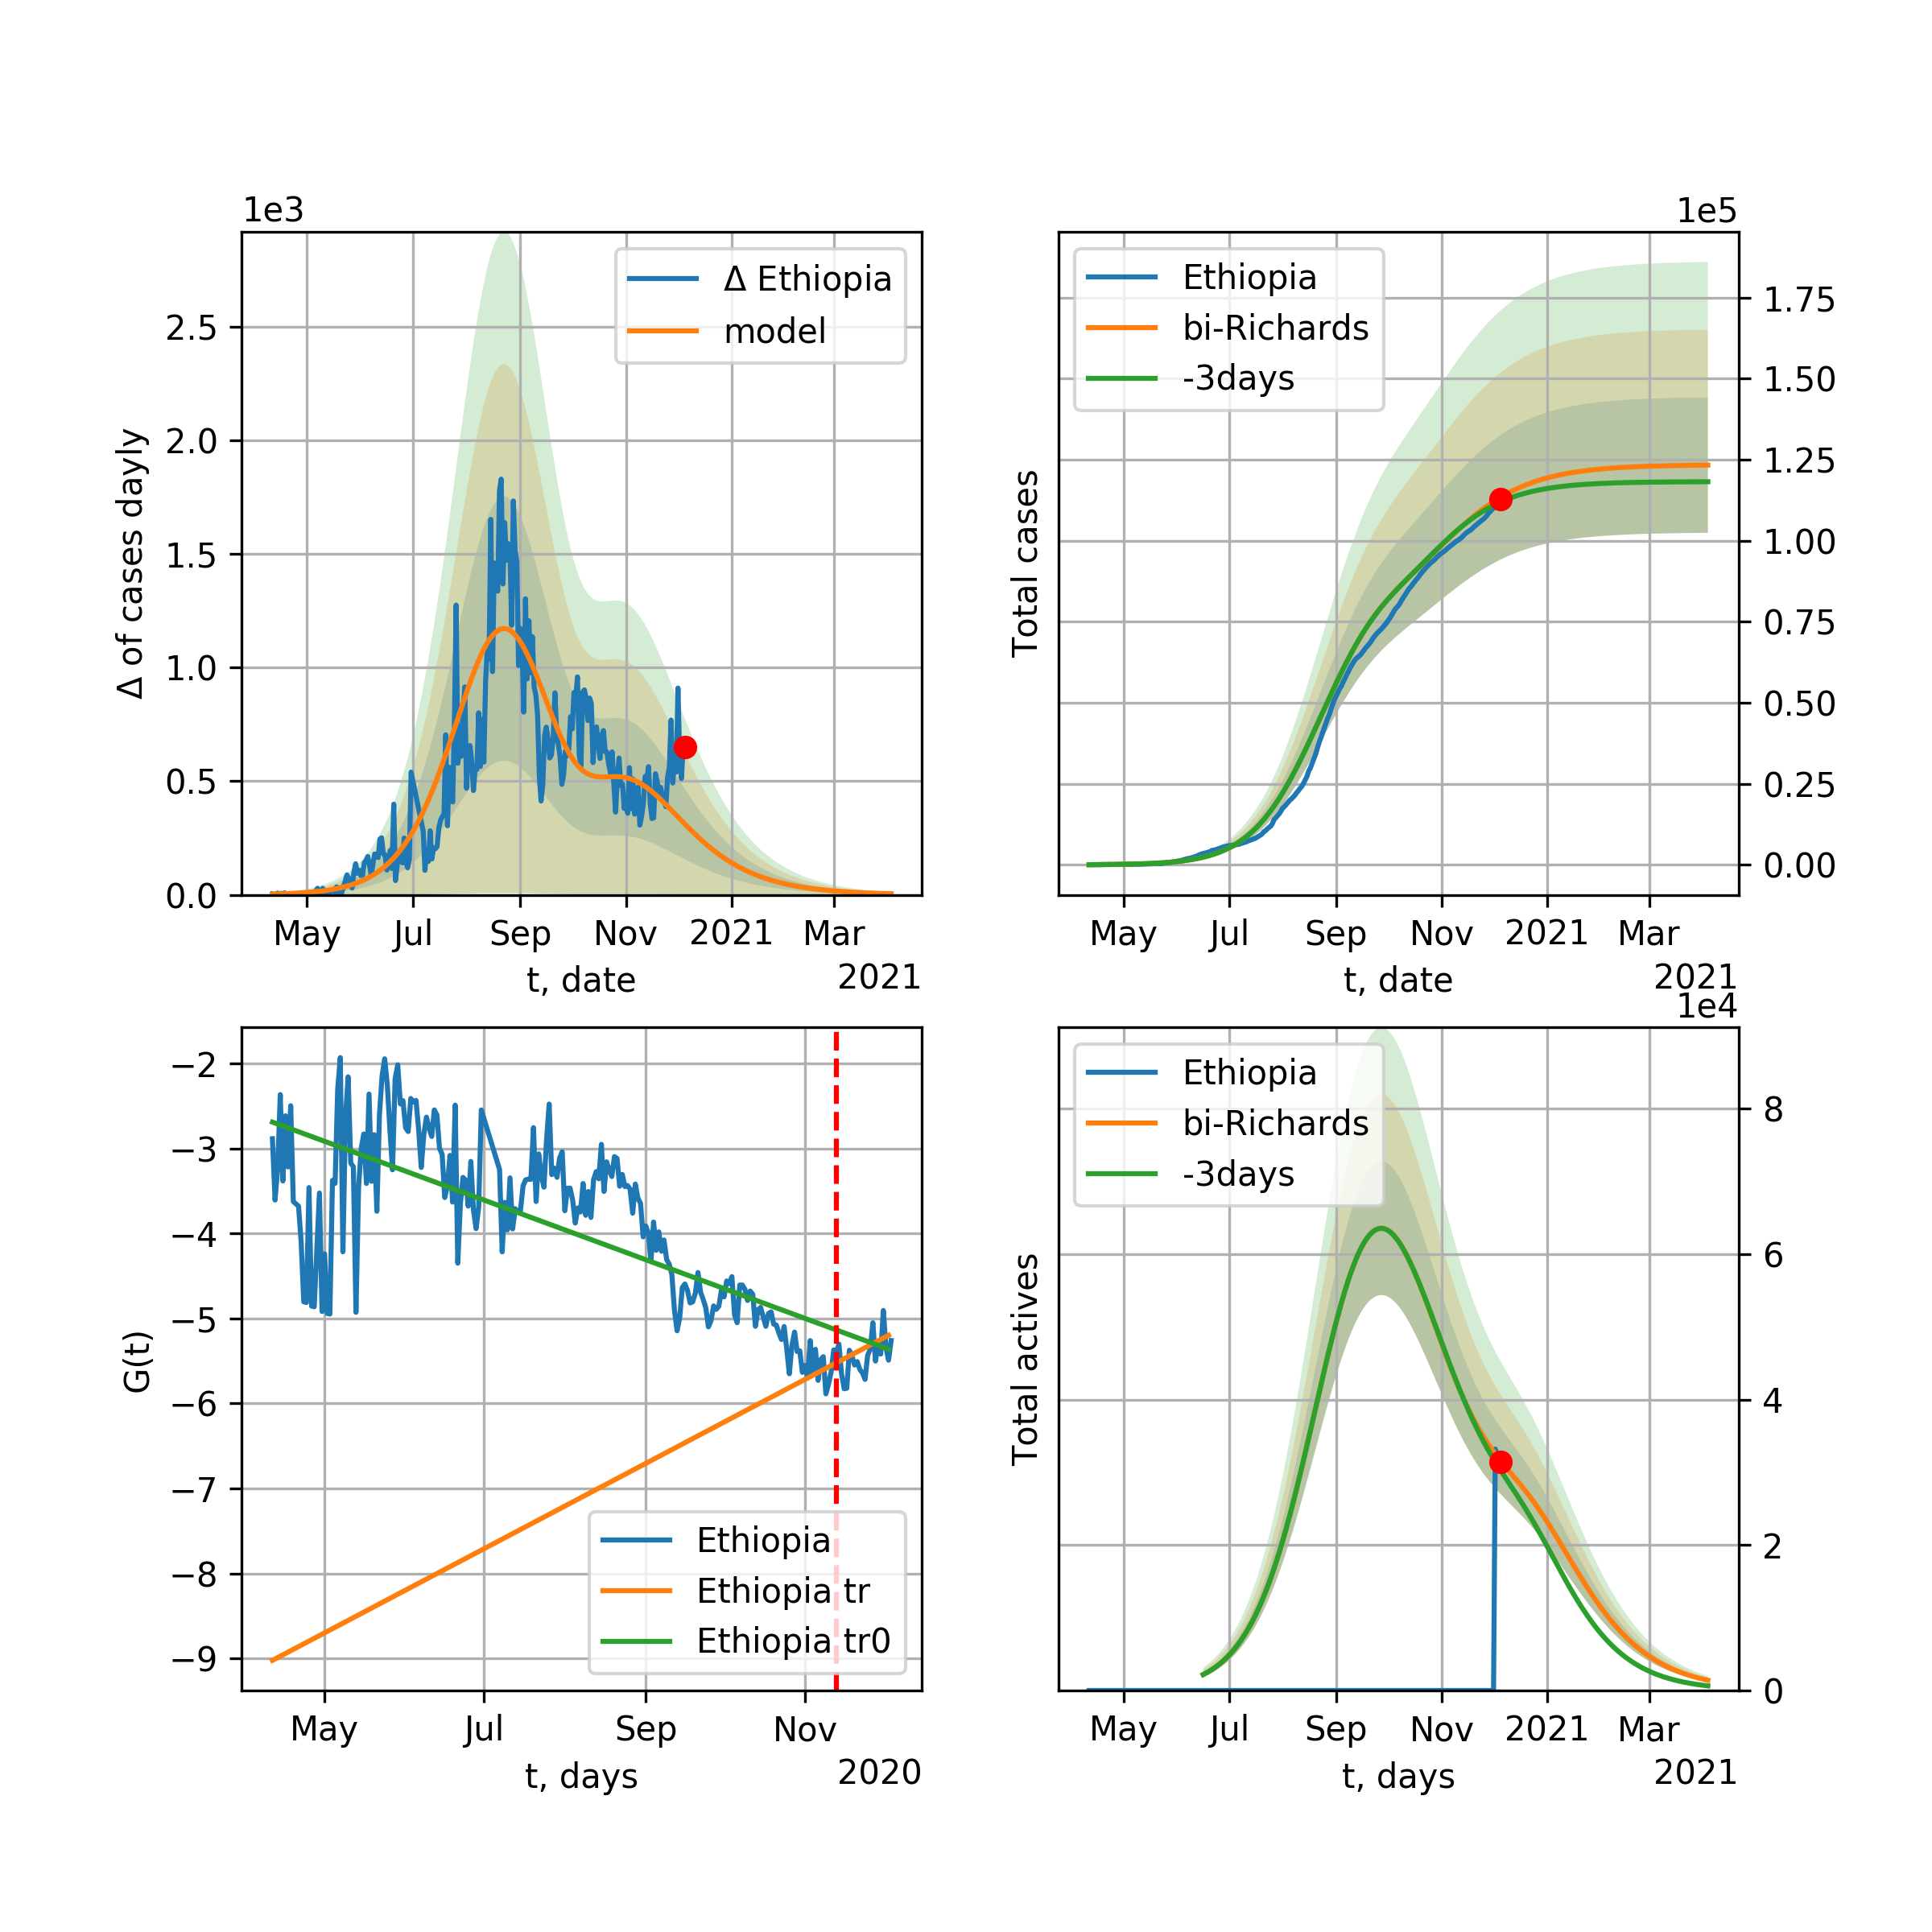 1e3
Δ of cases dayly
2.5
2.0
1.5
1.0
0.5
0.0
Δ Ethiopia
model
May Jul Sep Nov 2021 Mar
t, date
2021
1e5
Total cases
Ethiopia
bi-Richards
-3days
1.75
1.50
1.25
1.00
0.75
0.50
0.25
0.00
May Jul Sep Nov 2021 Mar
t, date
2021
G(t)
−2
−3
−4
−5
−6
−7
−8
−9
Ethiopia
Ethiopia tr
Ethiopia tr0
May Jul Sep Nov
t, days
2020
1e4
Total actives
Ethiopia
bi-Richards
-3days
8
6
4
2
0
May Jul Sep Nov 2021 Mar
t, days
2021